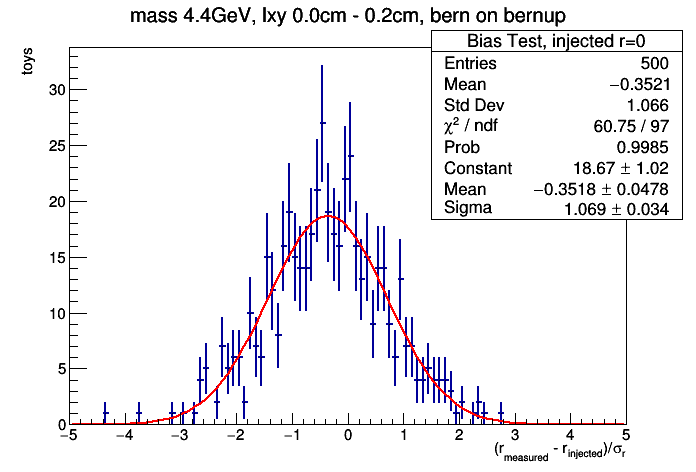 mass 4.4GeV, lxy 0.0cm - 0.2cm, bern on bernup
Bias Test, injected r=0
Entries 500
Mean −0.3521
Std Dev 1.066
χ² / ndf 60.75 / 97
Prob 0.9985
Constant 18.67 ± 1.02
Mean −0.3518 ± 0.0478
Sigma 1.069 ± 0.034
toys
30
25
20
15
10
5
0
−5 −4 −3 −2 −1 0 1 2 3 4 5
(r_measured - r_injected)/σ_r